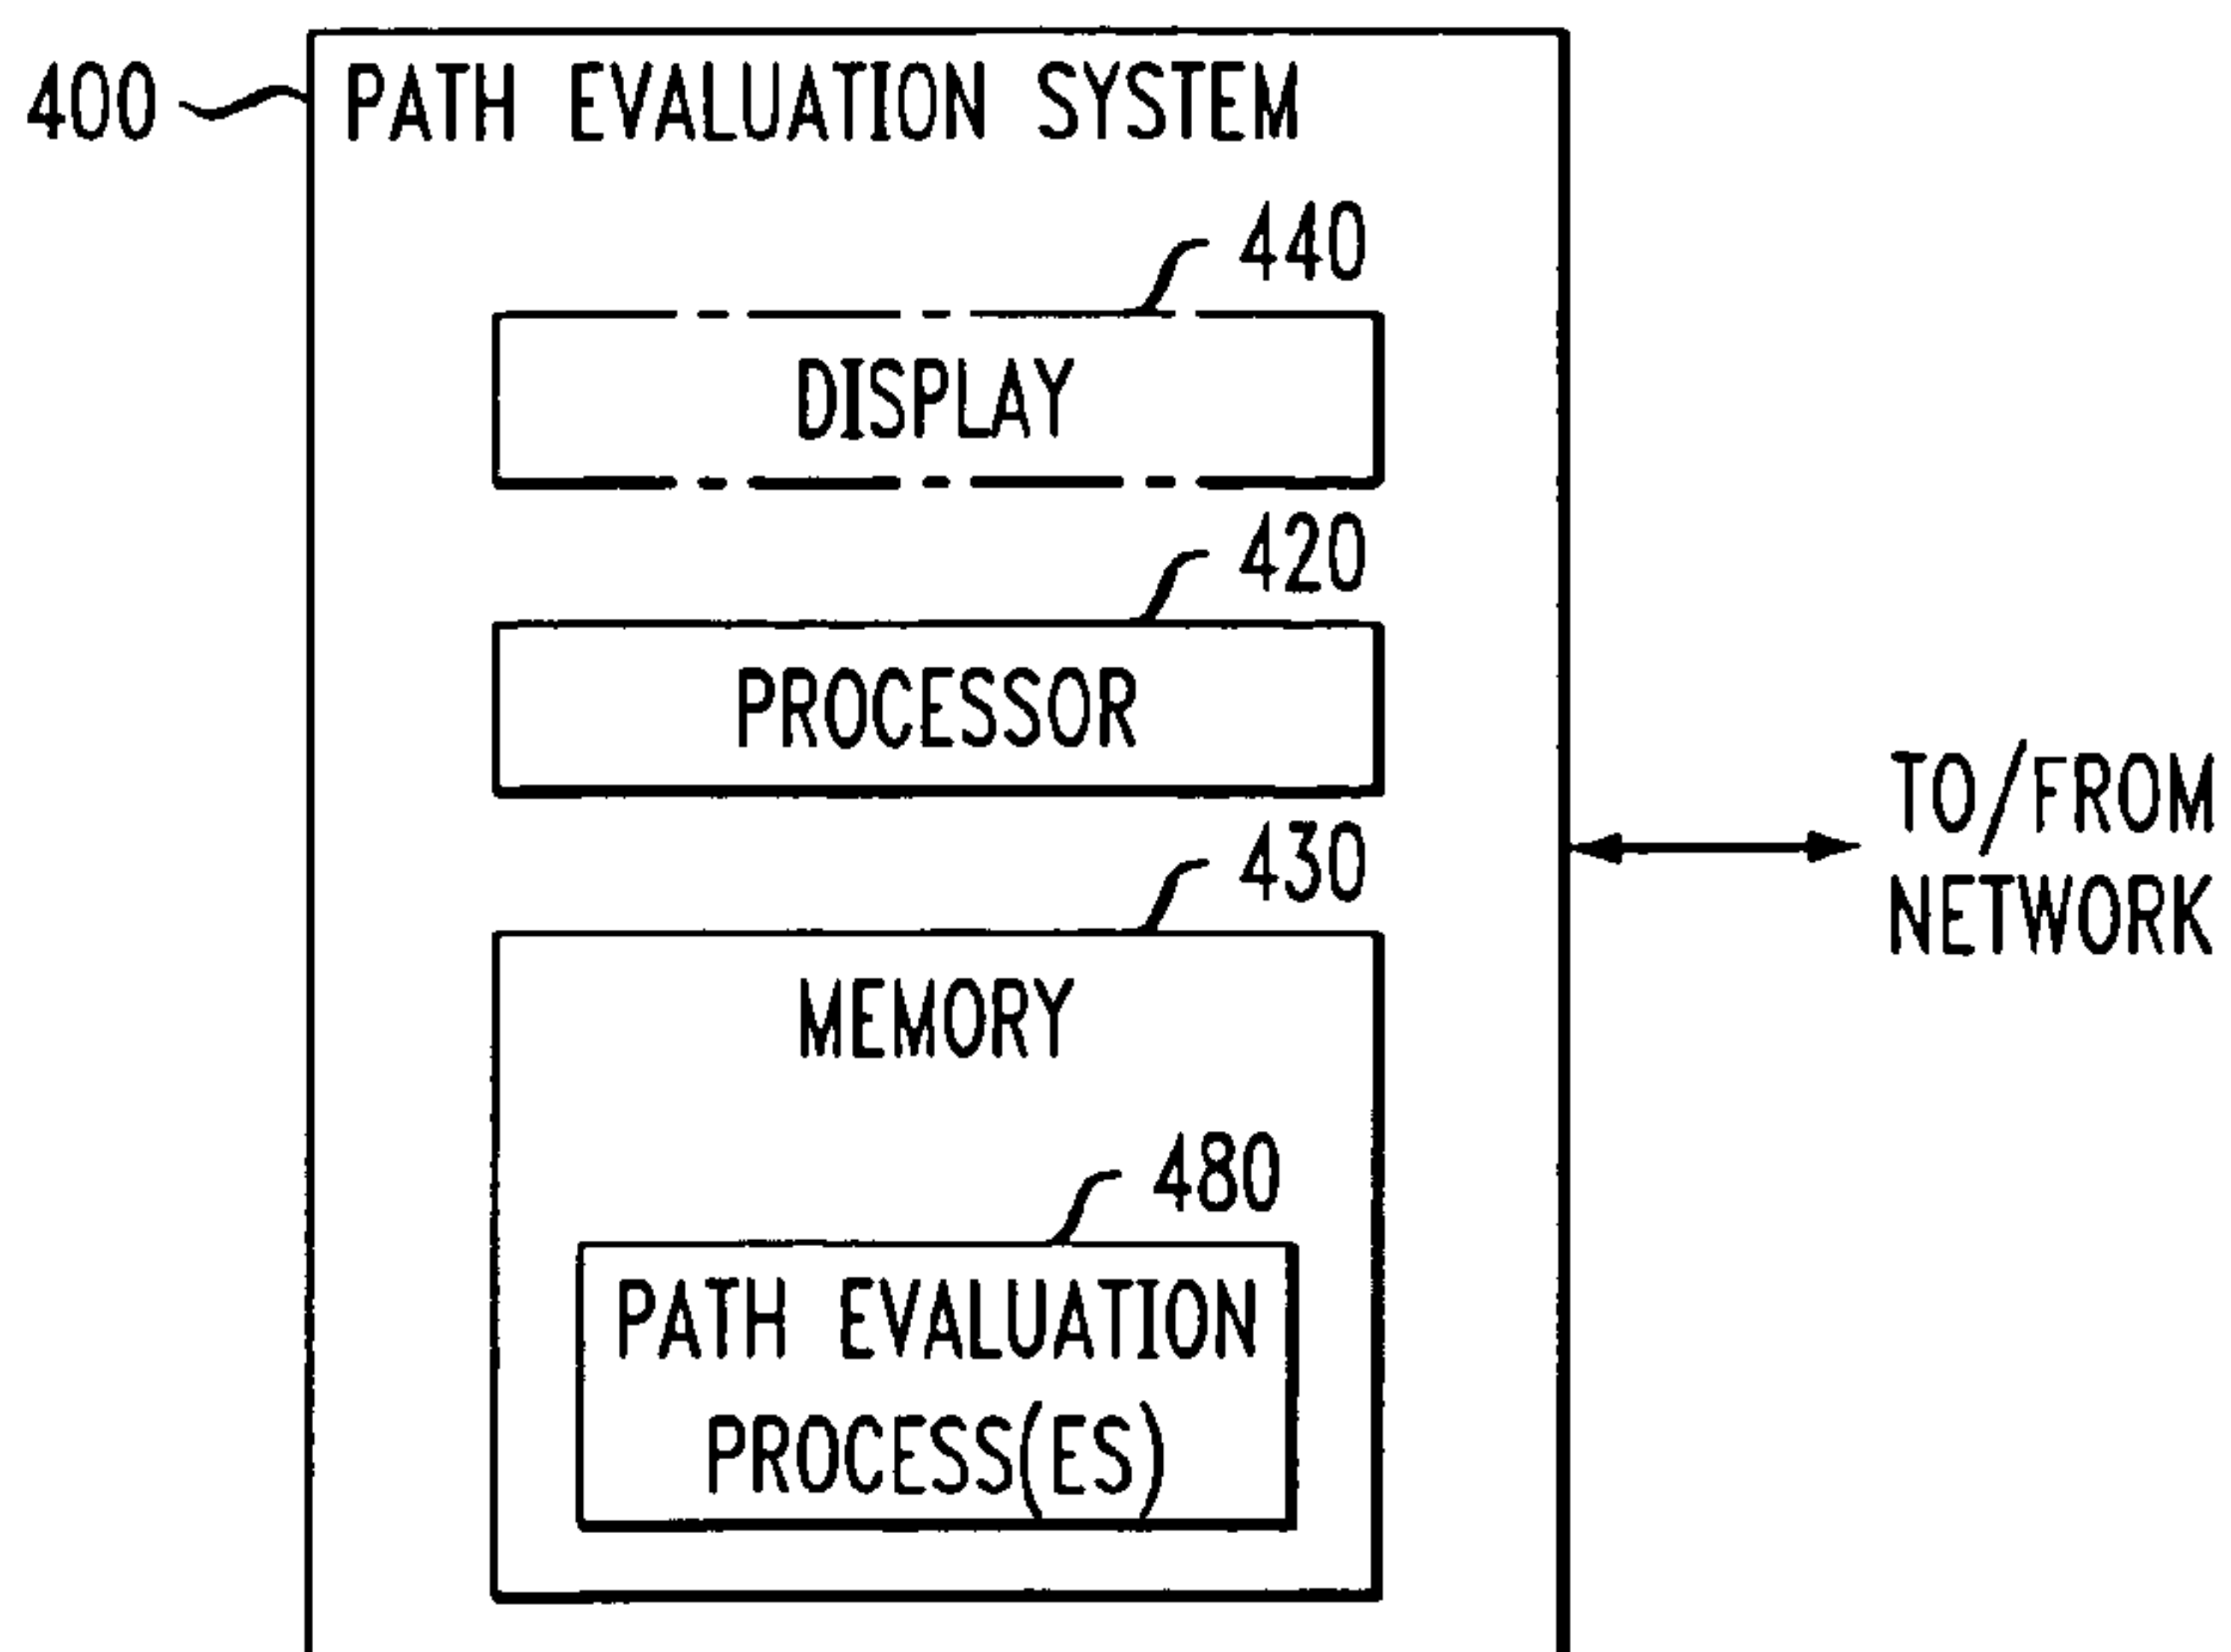 400
PATH EVALUATION SYSTEM
440
DISPLAY
420
PROCESSOR
TO/FROM
NETWORK
430
MEMORY
480
PATH EVALUATION
PROCESS(ES)